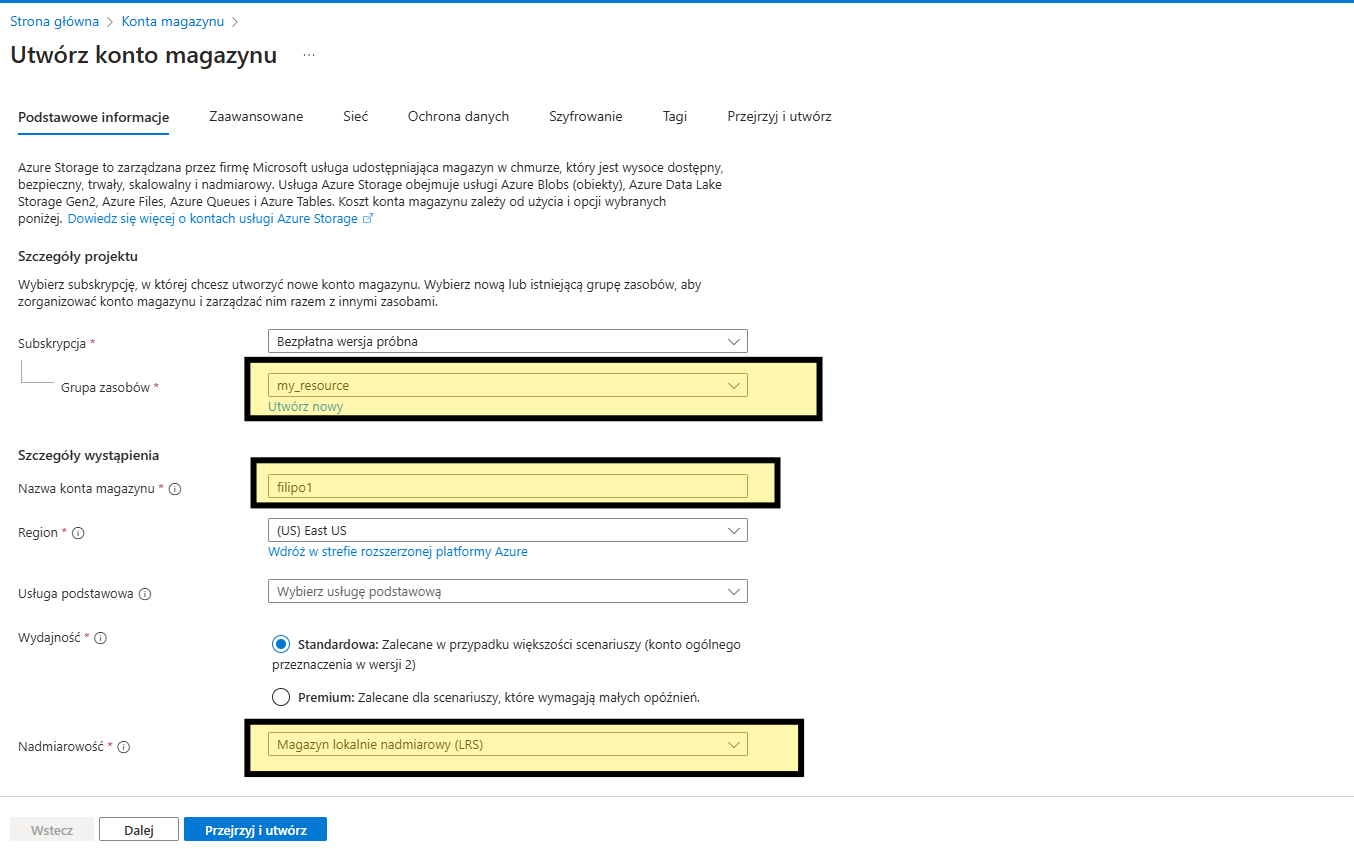 Strona główna > Konta magazynu >
Utwórz konto magazynu ...
Podstawowe informacje Zaawansowane Sieć Ochrona danych Szyfrowanie Tagi Przejrzyj i utwórz
Azure Storage to zarządzana przez firmę Microsoft usługa udostępniająca magazyn w chmurze, który jest wysoce dostępny,
bezpieczny, trwały, skalowalny i nadmiarowy. Usługa Azure Storage obejmuje usługi Azure Blobs (obiekty), Azure Data Lake
Storage Gen2, Azure Files, Azure Queues i Azure Tables. Koszt konta magazynu zależy od użycia i opcji wybranych
poniżej. Dowiedz się więcej o kontach usługi Azure Storage
Szczegóły projektu
Wybierz subskrypcję, w której chcesz utworzyć nowe konto magazynu. Wybierz nową lub istniejącą grupę zasobów, aby
zorganizować konto magazynu i zarządzać nim razem z innymi zasobami.
Subskrypcja * Bezpłatna wersja próbna
Grupa zasobów * my_resource
Utwórz nowy
Szczegóły wystąpienia
Nazwa konta magazynu * filipo1
Region * (US) East US
Wdróż w strefie rozszerzonej platformy Azure
Usługa podstawowa Wybierz usługę podstawową
Wydajność * Standardowa: Zalecane w przypadku większości scenariuszy (konto ogólnego
przeznaczenia w wersji 2)
Premium: Zalecane dla scenariuszy, które wymagają małych opóźnień.
Nadmiarowość * Magazyn lokalnie nadmiarowy (LRS)
Wstecz Dalej Przejrzyj i utwórz